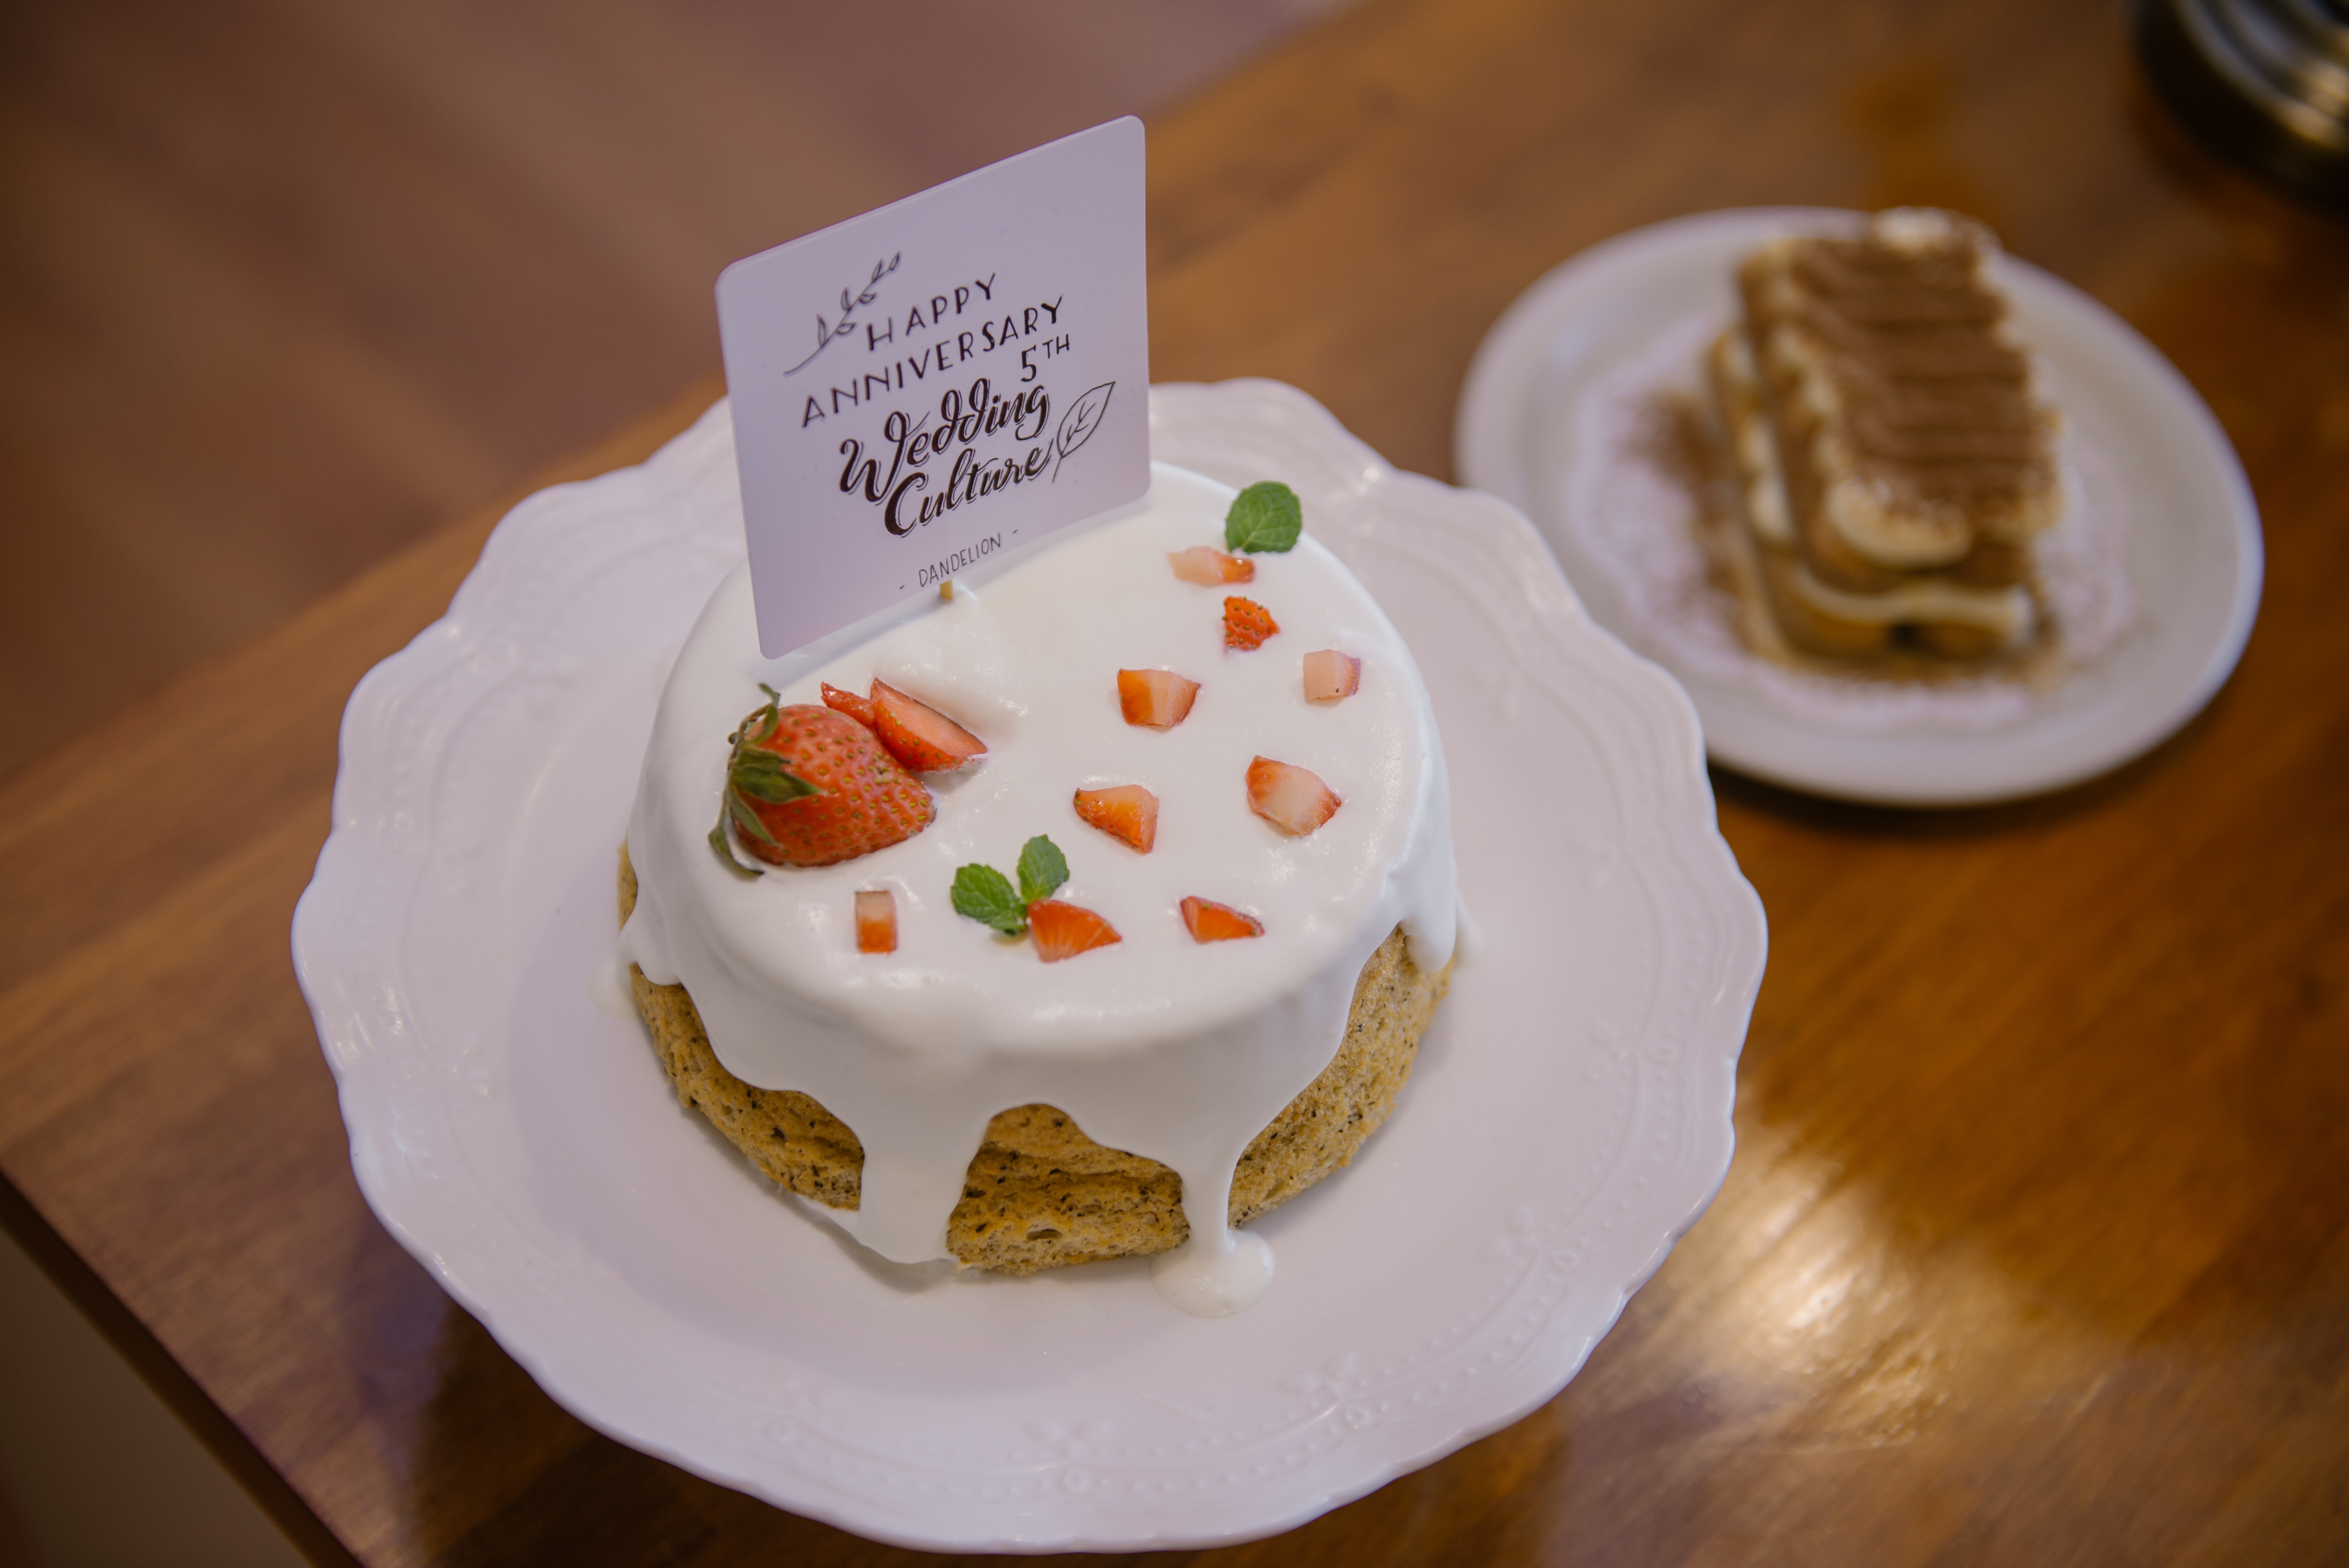 HAPPY
ANNIVERSARY
5TH
Wedding
Culture
- DANDELION -